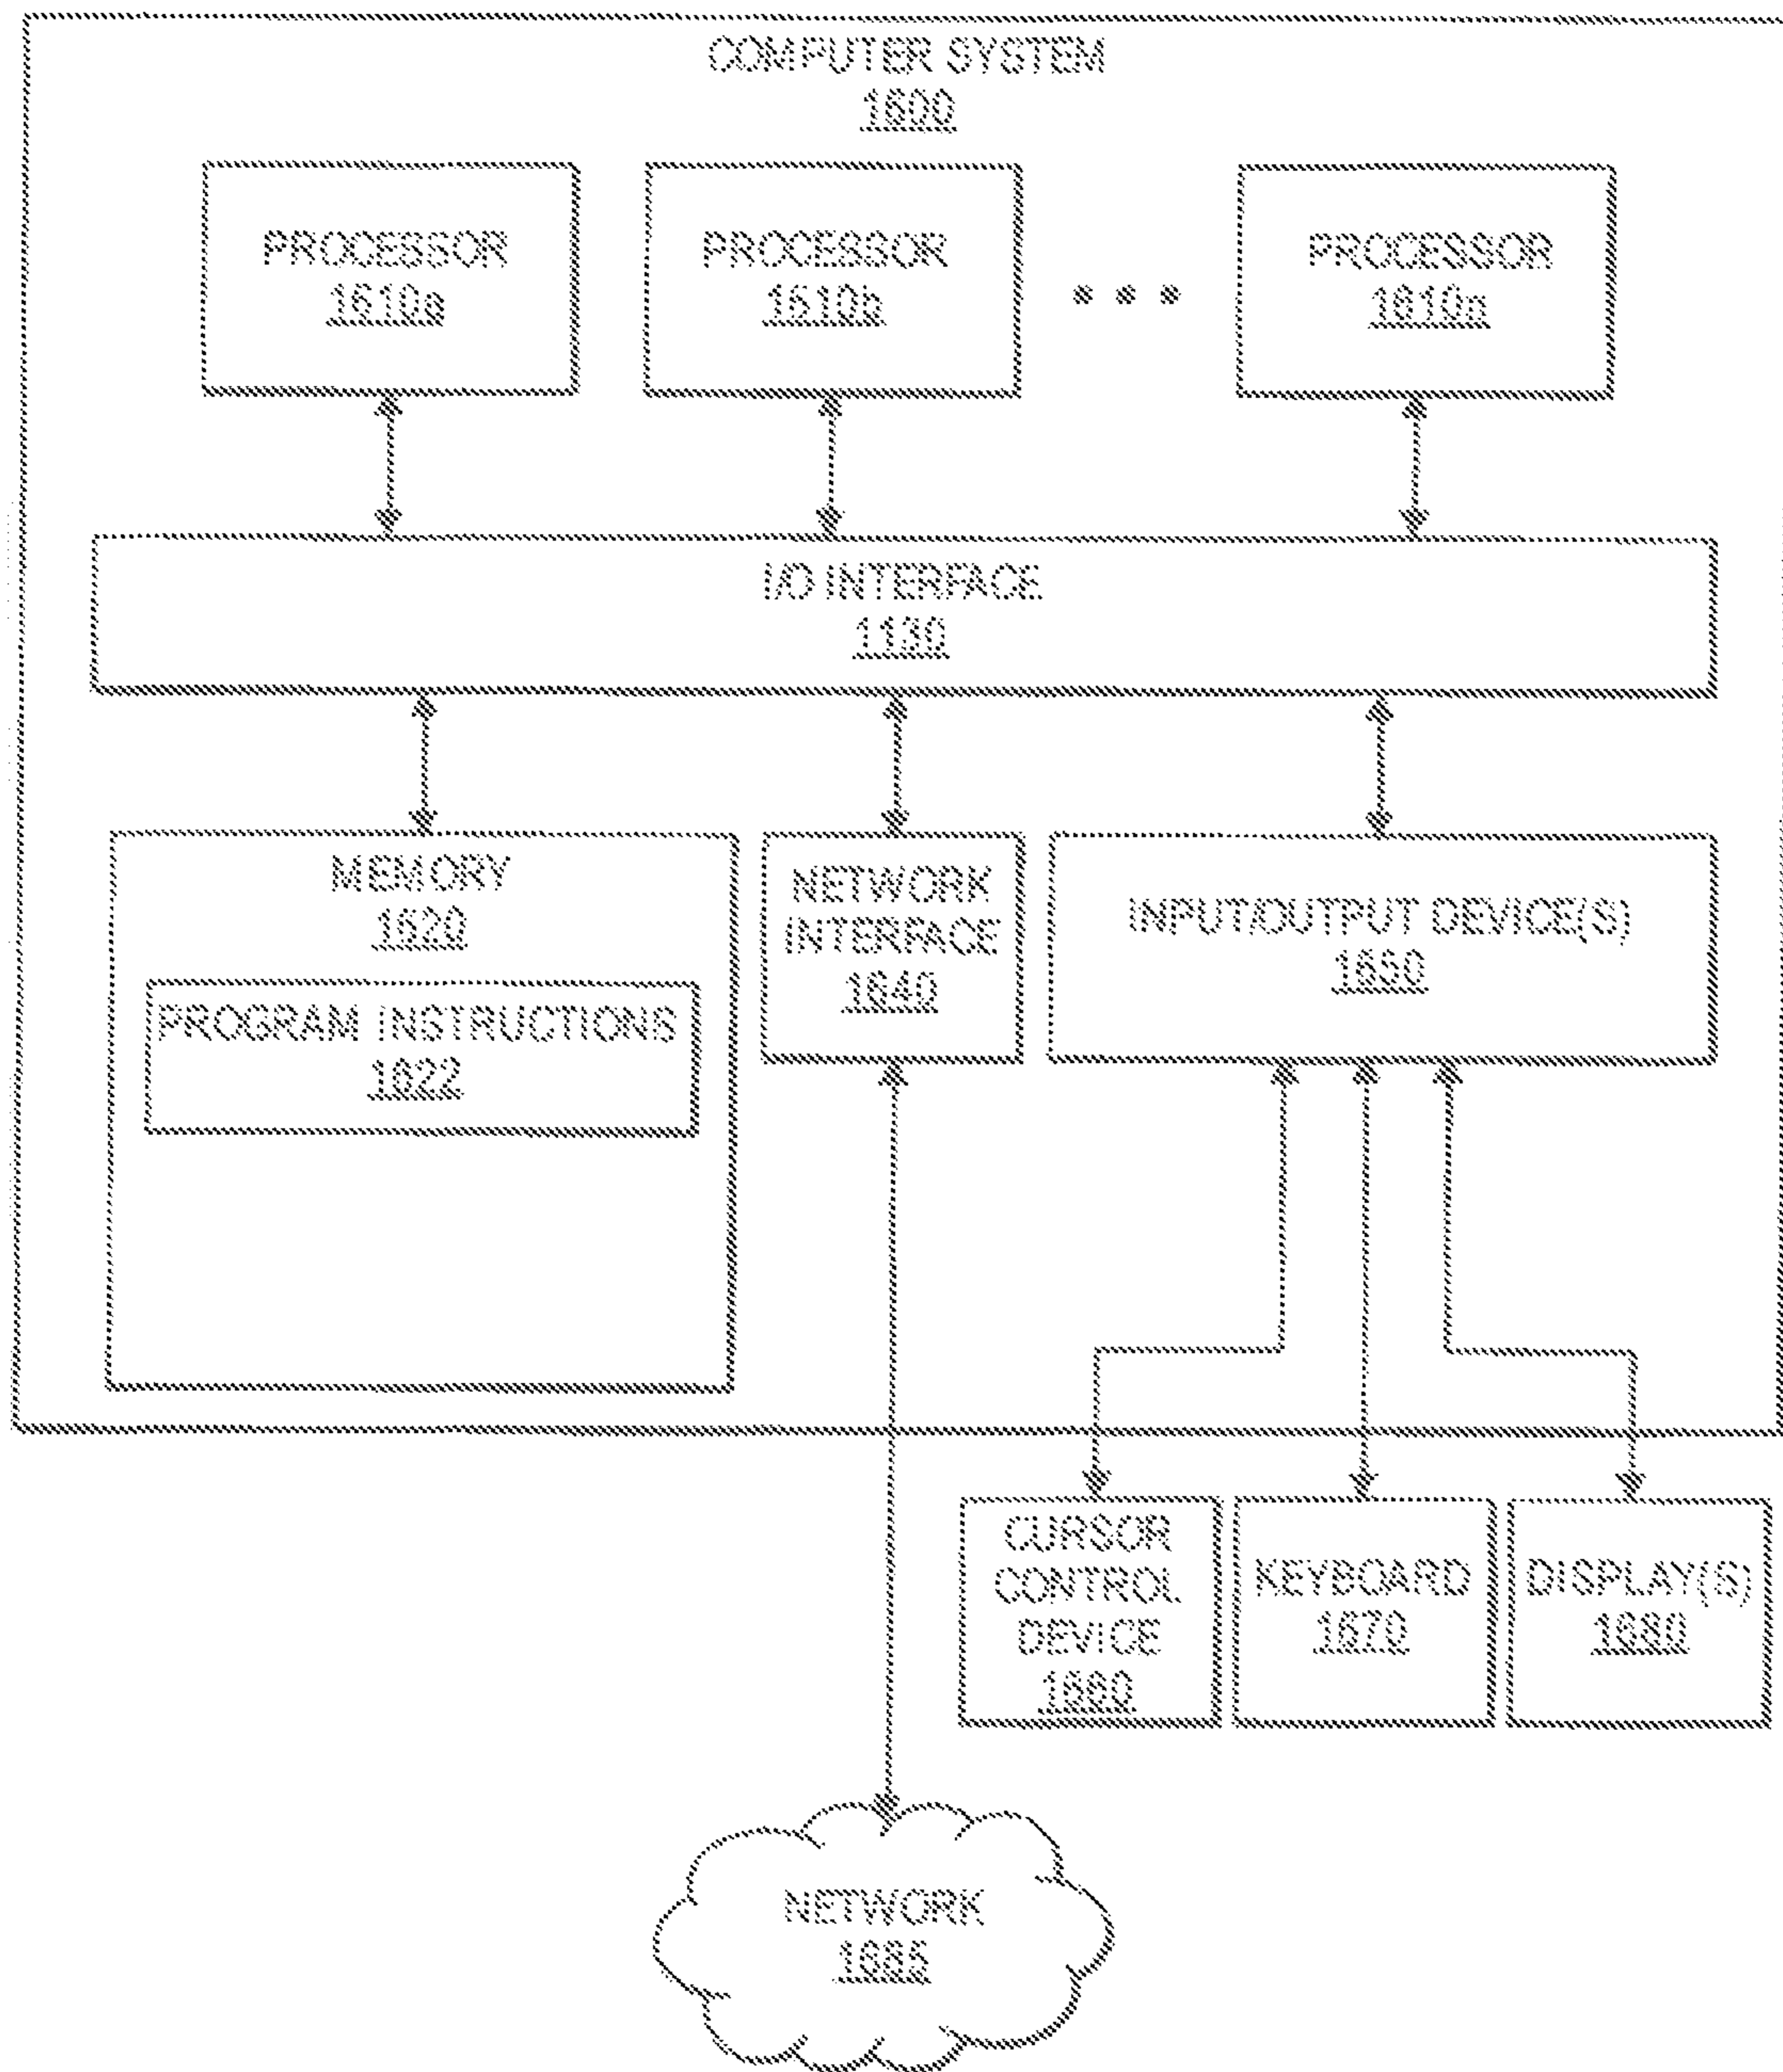 COMPUTER SYSTEM
1600
PROCESSOR
1610a
PROCESSOR
1610b
PROCESSOR
1610n
I/O INTERFACE
1130
MEMORY
1620
PROGRAM INSTRUCTIONS
1622
NETWORK
INTERFACE
1640
INPUT/OUTPUT DEVICE(S)
1650
CURSOR
CONTROL
DEVICE
1660
KEYBOARD
1670
DISPLAY(S)
1680
NETWORK
1685